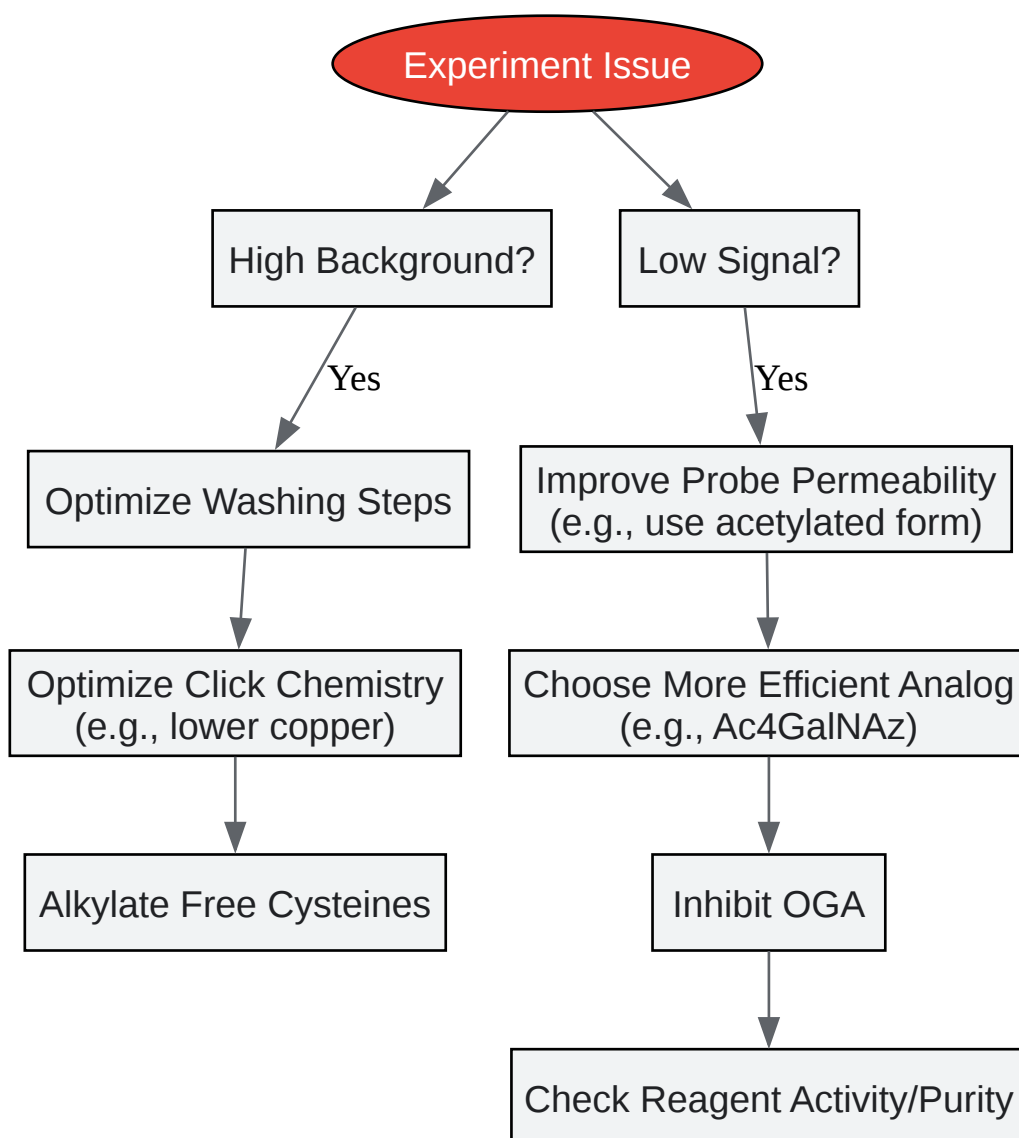 Experiment Issue
High Background?
Low Signal?
Yes
Yes
Optimize Washing Steps
Improve Probe Permeability
(e.g., use acetylated form)
Optimize Click Chemistry
(e.g., lower copper)
Choose More Efficient Analog
(e.g., Ac4GalNAz)
Alkylate Free Cysteines
Inhibit OGA
Check Reagent Activity/Purity